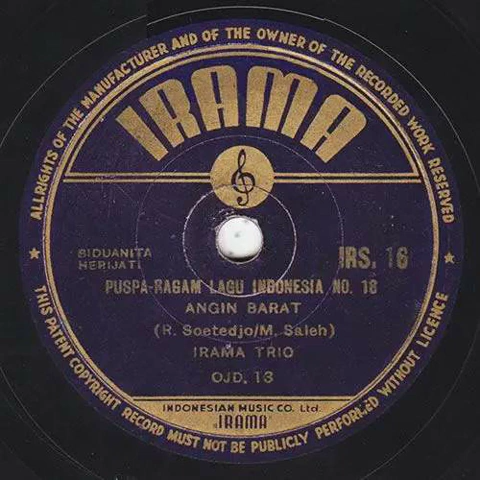 ALL RIGHTS OF THE MANUFACTURER AND OF THE OWNER OF THE RECORDED WORK RESERVED
IRAMA
BIDUANITA
HERIJATI
IRS. 16
PUSPA-RAGAM LAGU INDONESIA NO. 18
ANGIN BARAT
(R. Soetedjo/M. Saleh)
IRAMA TRIO
OJD. 13
INDONESIAN MUSIC CO. Ltd.
„IRAMA”
THIS PATENT COPYRIGHT RECORD MUST NOT BE PUBLICLY PERFORMED WITHOUT LICENCE